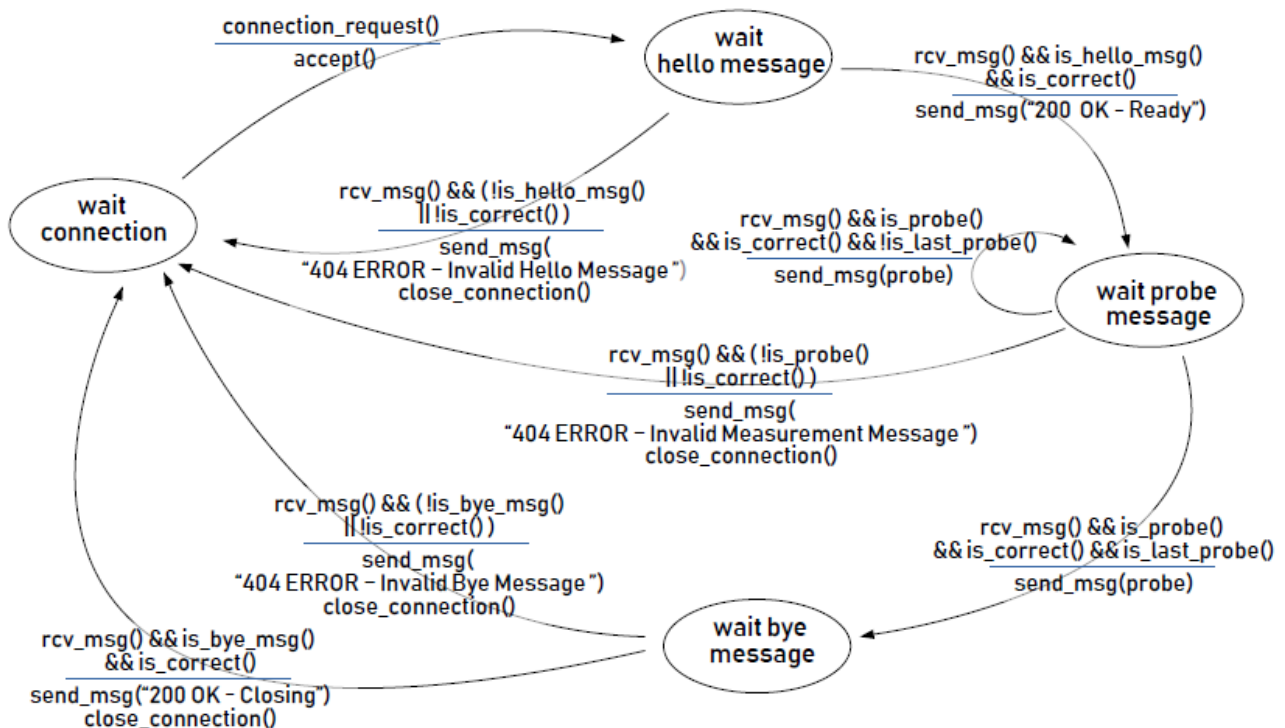 connection_request()
accept()
wait
hello message
rcv_msg() && is_hello_msg()
&& is_correct()
send_msg("200 OK - Ready")
wait
connection
rcv_msg() && ( !is_hello_msg()
|| !is_correct() )
send_msg(
"404 ERROR – Invalid Hello Message ")
close_connection()
rcv_msg() && is_probe()
&& is_correct() && !is_last_probe()
send_msg(probe)
wait probe
message
rcv_msg() && ( !is_probe()
|| !is_correct() )
send_msg(
"404 ERROR – Invalid Measurement Message ")
close_connection()
rcv_msg() && ( !is_bye_msg()
|| !is_correct() )
send_msg(
"404 ERROR – Invalid Bye Message ")
close_connection()
rcv_msg() && is_probe()
&& is_correct() && is_last_probe()
send_msg(probe)
wait bye
message
rcv_msg() && is_bye_msg()
&& is_correct()
send_msg("200 OK - Closing")
close_connection()